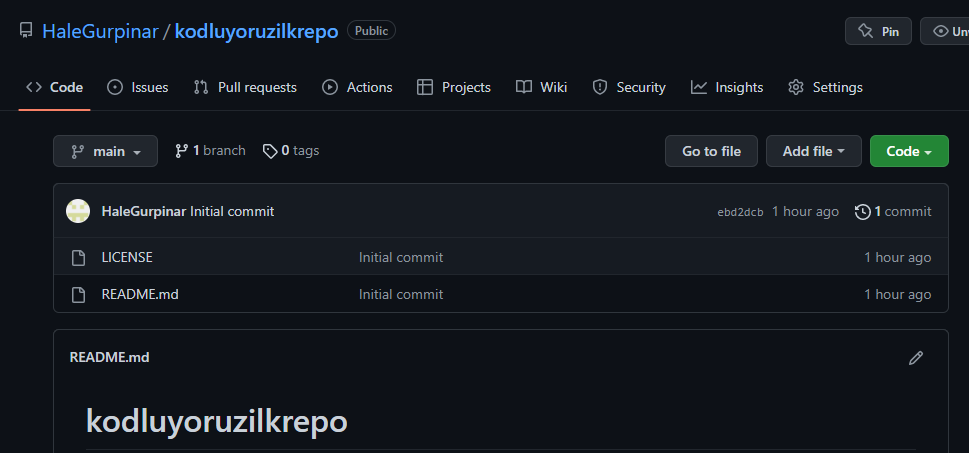 HaleGurpinar / kodluyoruzilkrepo Public Pin
Code Issues Pull requests Actions Projects Wiki Security Insights Settings
main 1 branch 0 tags Go to file Add file Code
HaleGurpinar Initial commit ebd2dcb 1 hour ago 1 commit
LICENSE Initial commit 1 hour ago
README.md Initial commit 1 hour ago
README.md
kodluyoruzilkrepo